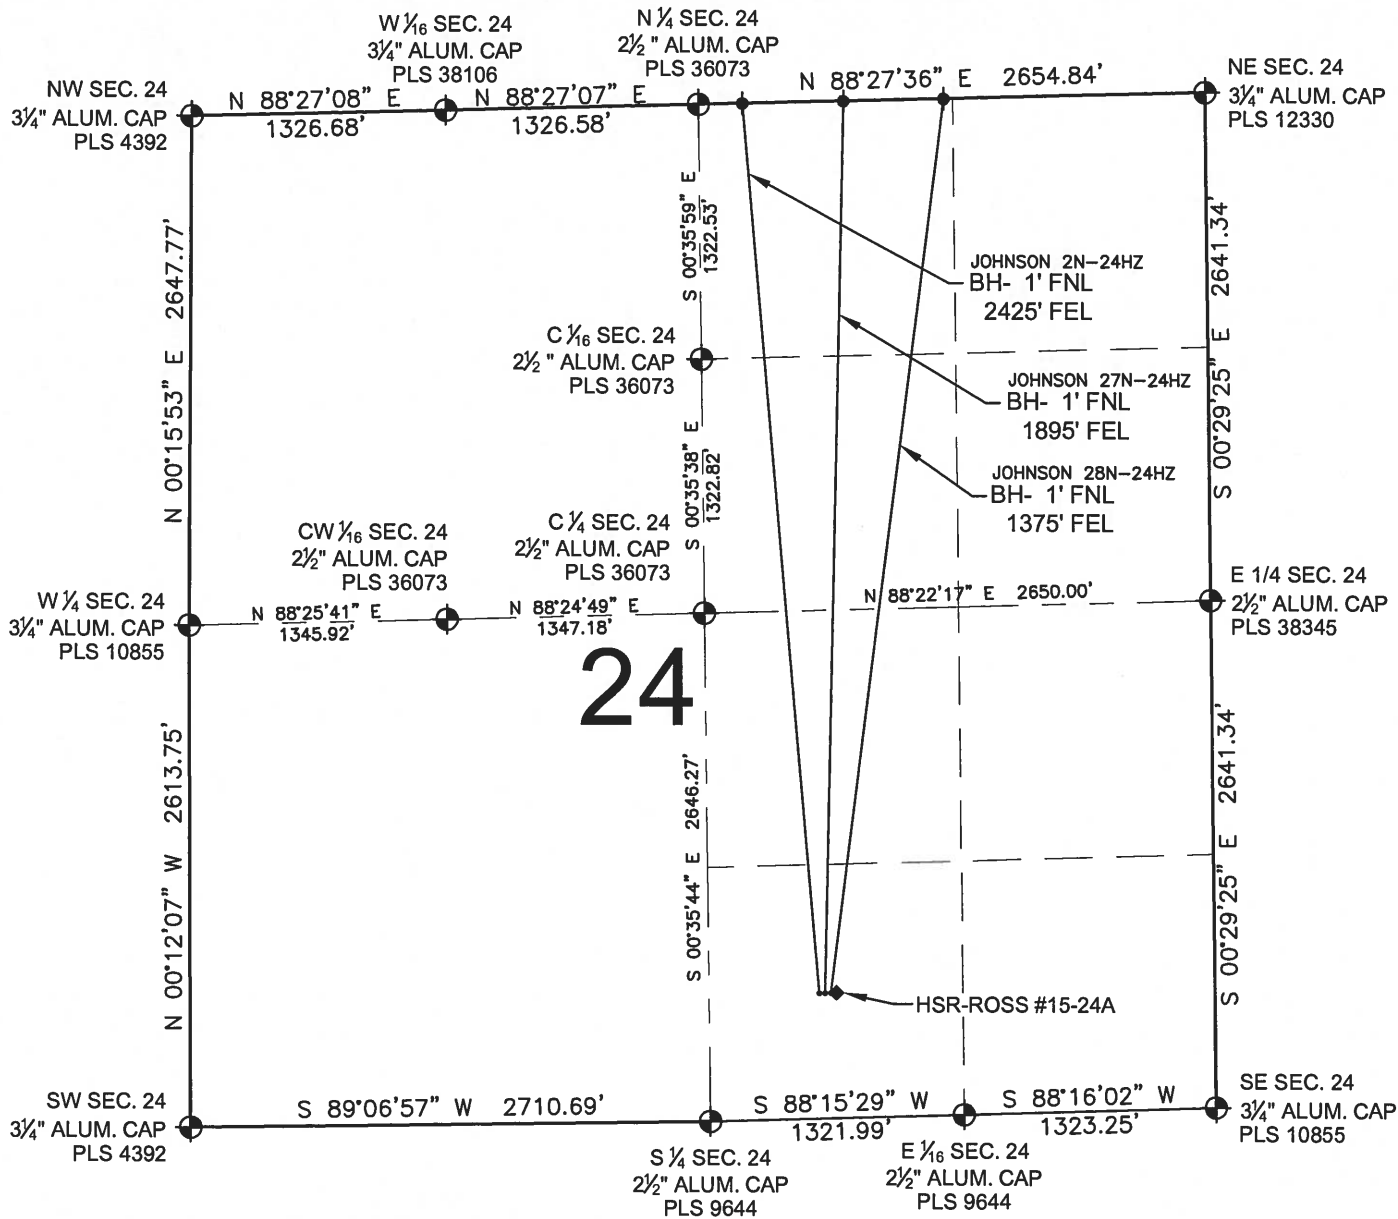 W 1⁄16 SEC. 24
3¼" ALUM. CAP
PLS 38106
N ¼ SEC. 24
2½ " ALUM. CAP
PLS 36073
NW SEC. 24
3¼" ALUM. CAP
PLS 4392
N 88°27'08" E
1326.68'
N 88°27'07" E
1326.58'
N 88°27'36" E 2654.84'
NE SEC. 24
3¼" ALUM. CAP
PLS 12330
N 00°15'53" E 2647.77'
S 00°35'59" E
1322.53'
S 00°29'25" E 2641.34'
JOHNSON 2N-24HZ
BH- 1' FNL
2425' FEL
C 1⁄16 SEC. 24
2½ " ALUM. CAP
PLS 36073
JOHNSON 27N-24HZ
BH- 1' FNL
1895' FEL
S 00°35'38" E
1322.82'
JOHNSON 28N-24HZ
BH- 1' FNL
1375' FEL
CW 1⁄16 SEC. 24
2½" ALUM. CAP
PLS 36073
C ¼ SEC. 24
2½" ALUM. CAP
PLS 36073
W ¼ SEC. 24
3¼" ALUM. CAP
PLS 10855
N 88°25'41" E
1345.92'
N 88°24'49" E
1347.18'
N 88°22'17" E 2650.00'
E 1/4 SEC. 24
2½" ALUM. CAP
PLS 38345
24
N 00°12'07" W 2613.75'
S 00°35'44" E 2646.27'
S 00°29'25" E 2641.34'
HSR-ROSS #15-24A
SW SEC. 24
3¼" ALUM. CAP
PLS 4392
S 89°06'57" W 2710.69'
S 88°15'29" W
1321.99'
S 88°16'02" W
1323.25'
SE SEC. 24
3¼" ALUM. CAP
PLS 10855
S ¼ SEC. 24
2½" ALUM. CAP
PLS 9644
E 1⁄16 SEC. 24
2½" ALUM. CAP
PLS 9644